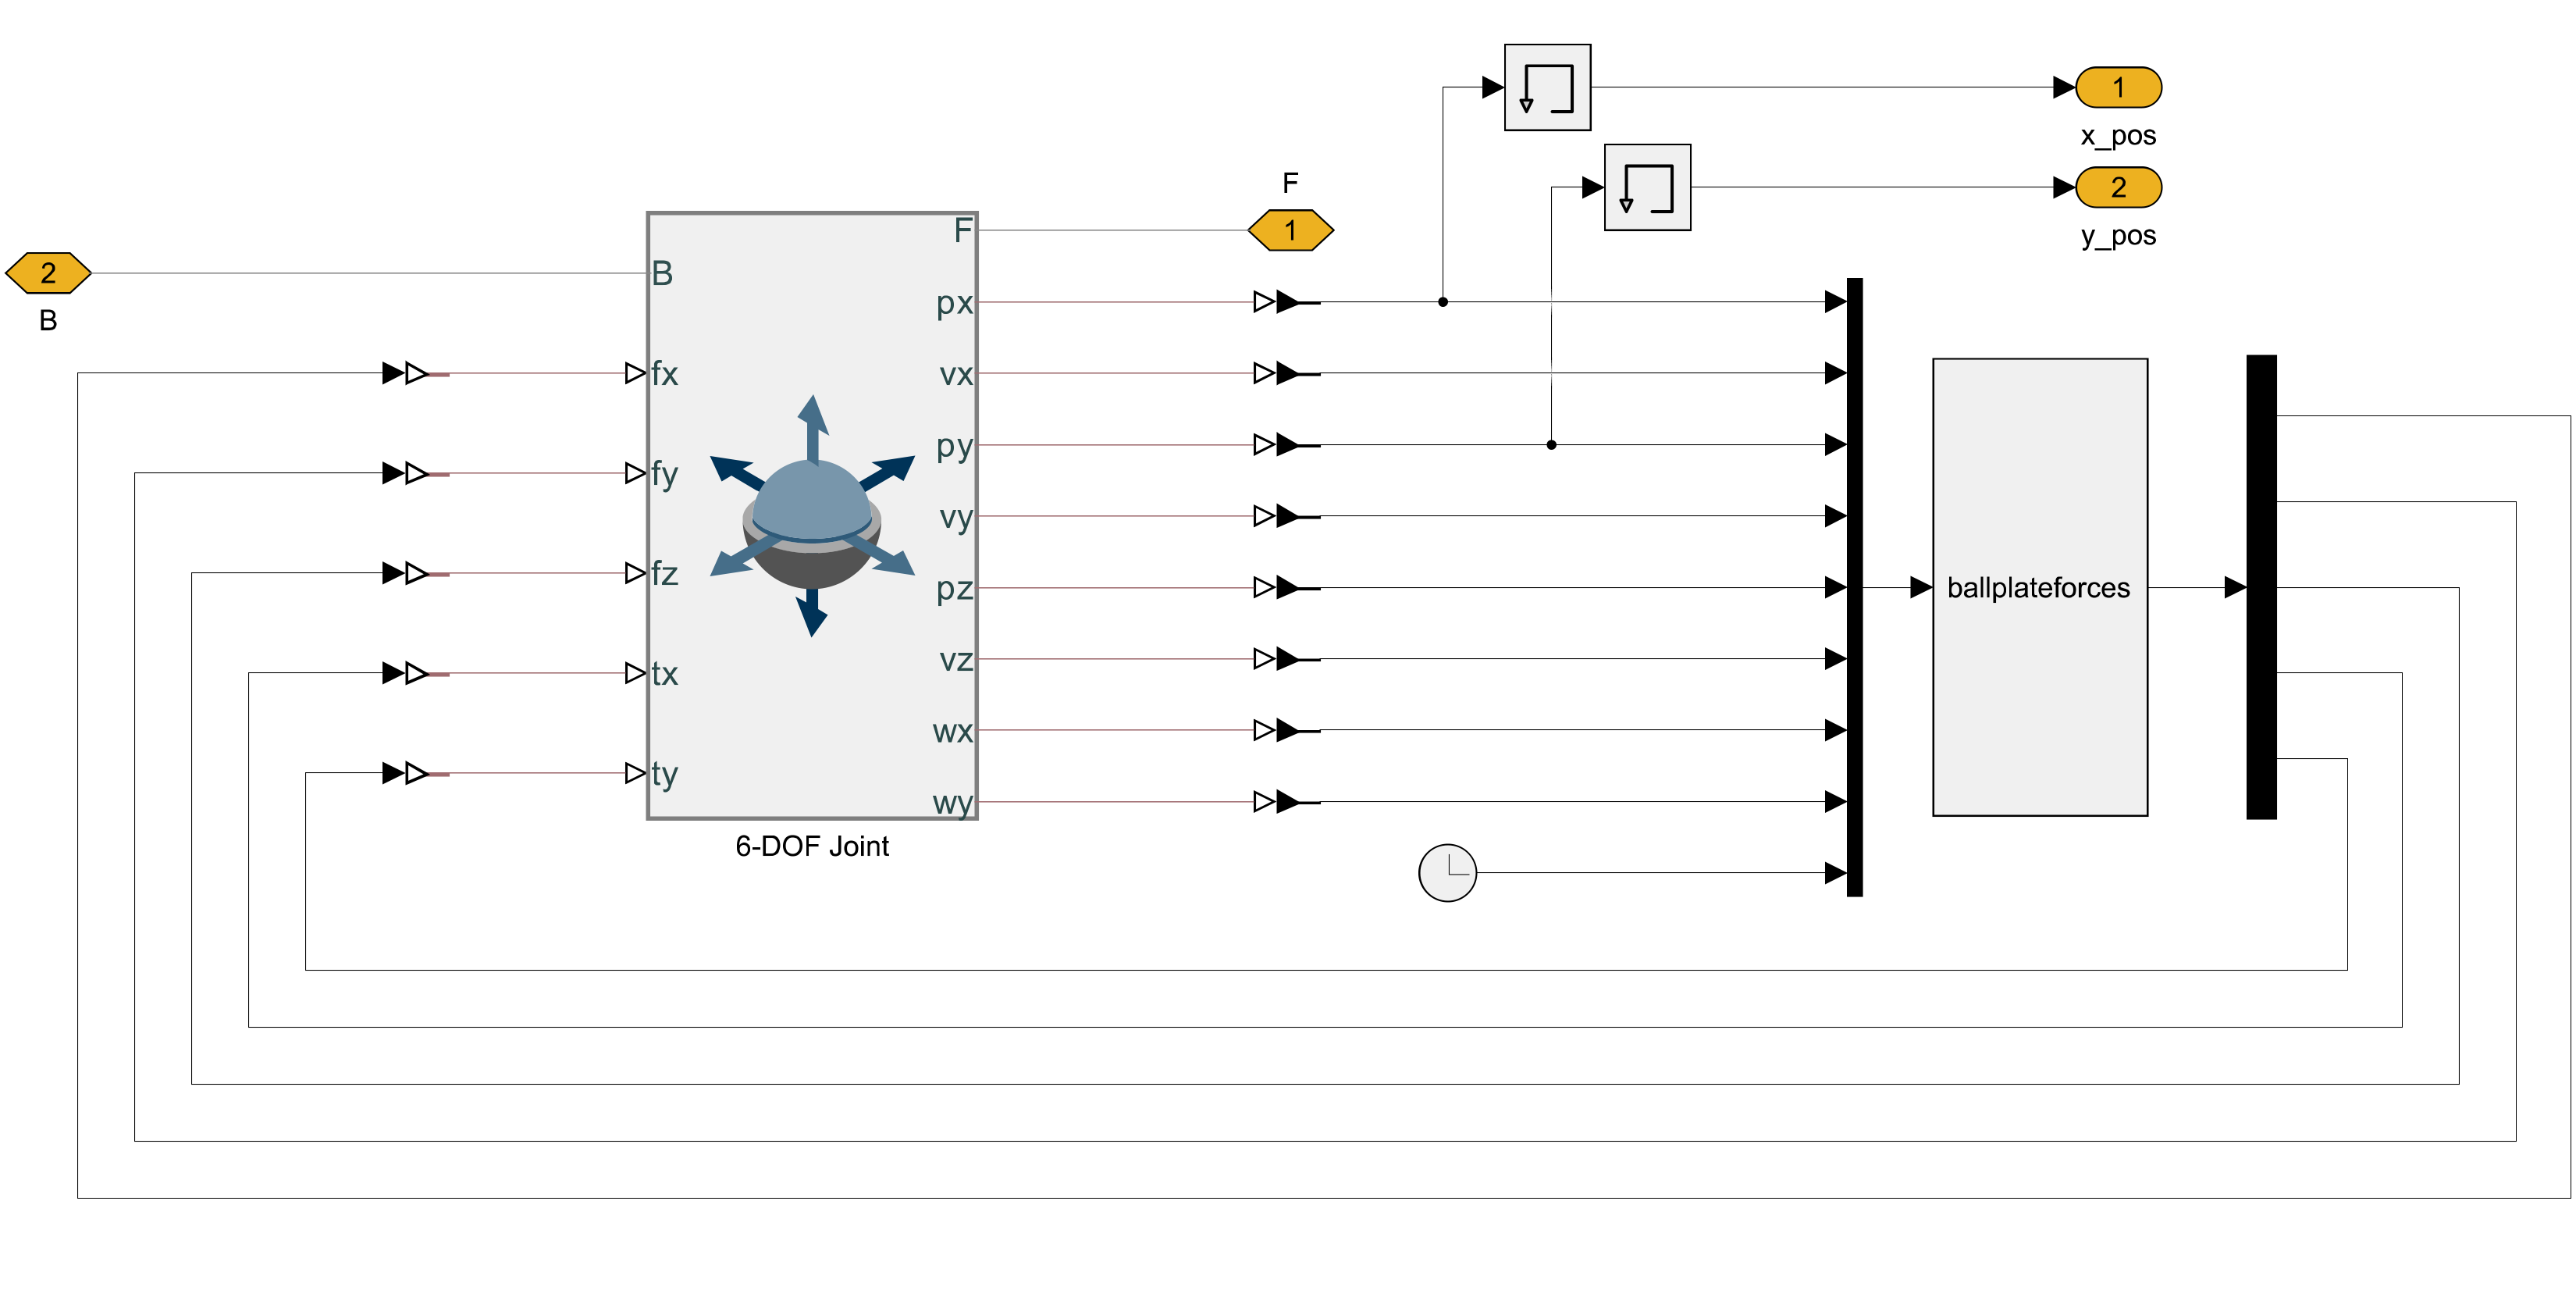 1
x_pos
2
y_pos
F
1
2
B
F
B
px
fx
vx
fy
py
vy
fz
pz
tx
vz
ty
wx
wy
6-DOF Joint
ballplateforces